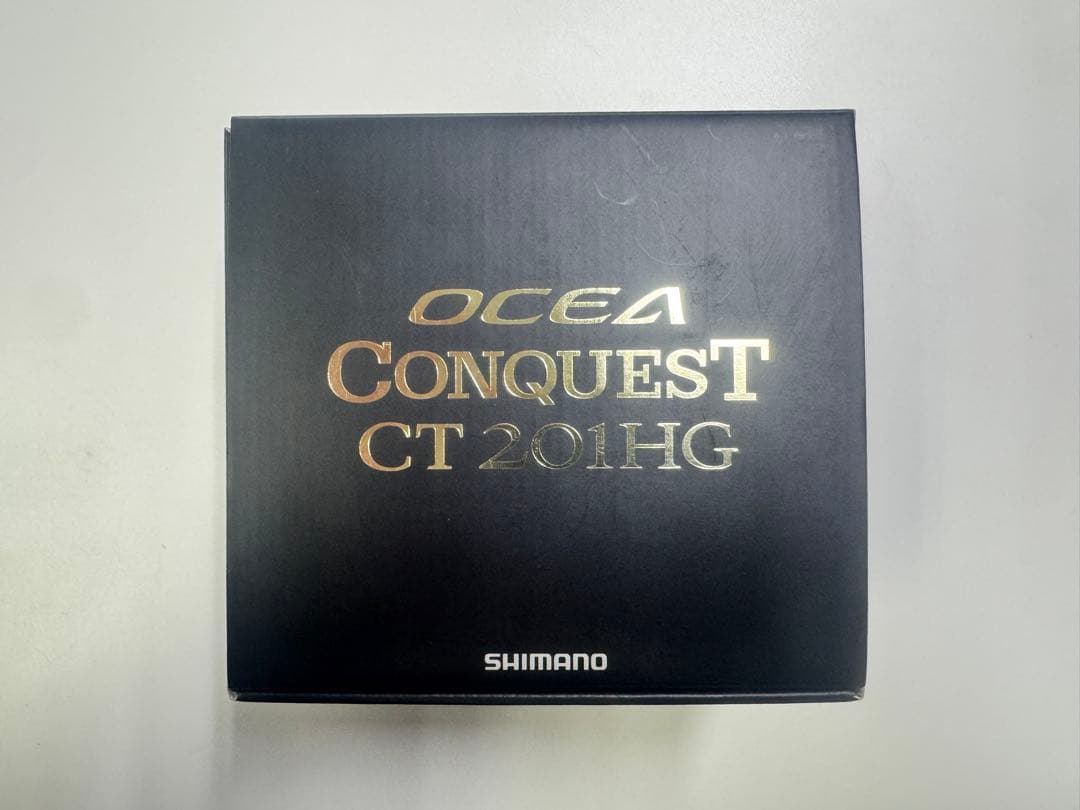 OCEA
CONQUEST
CT 201HG
SHIMANO